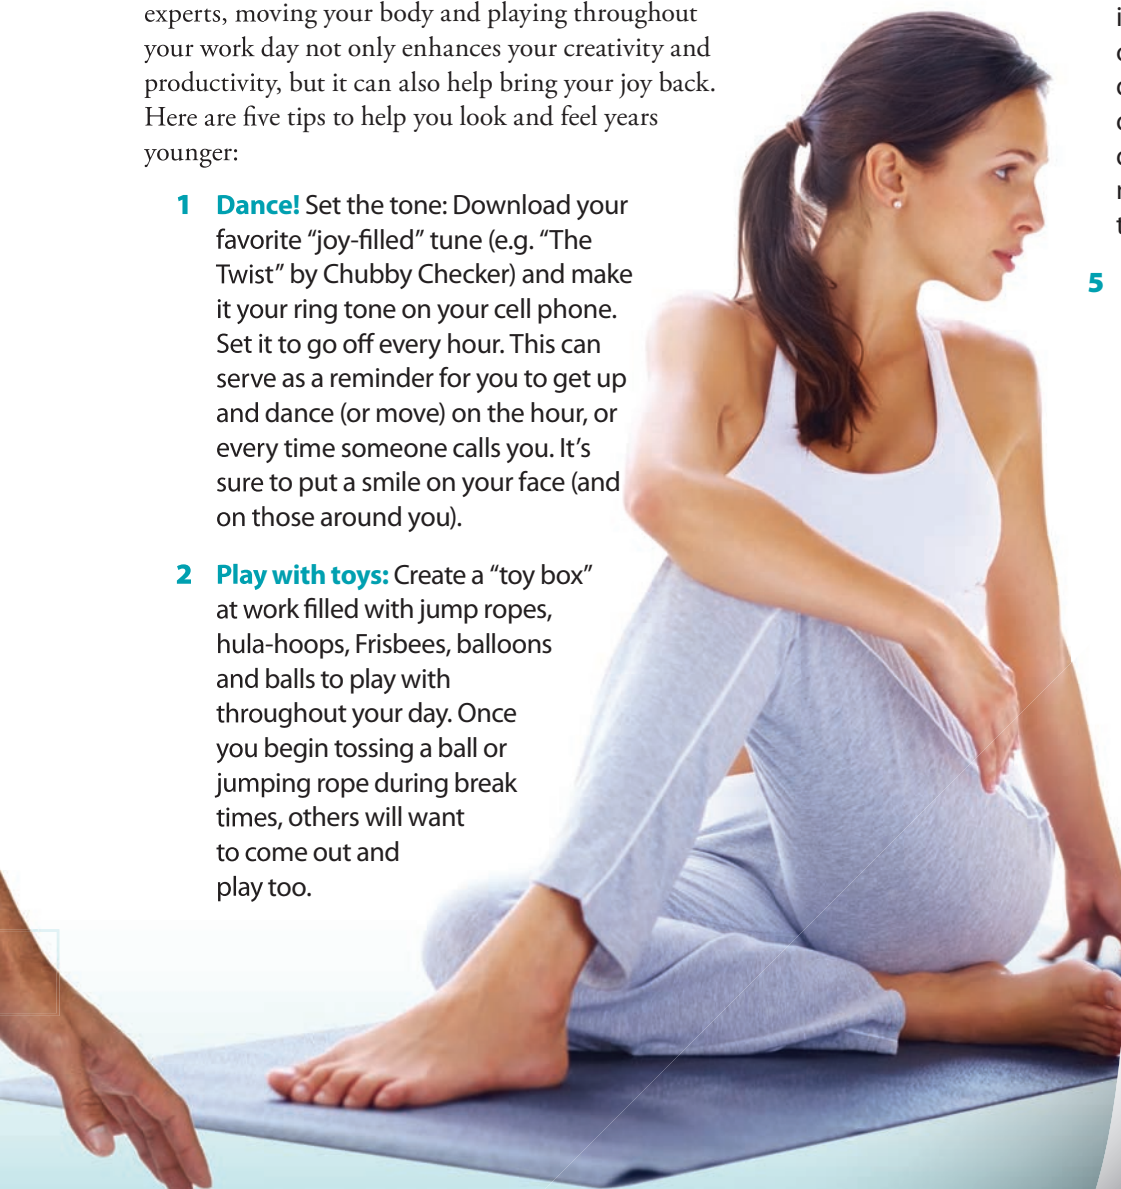 experts, moving your body and playing throughout
your work day not only enhances your creativity and
productivity, but it can also help bring your joy back.
Here are five tips to help you look and feel years
younger:
1 Dance! Set the tone: Download your
favorite “joy-filled” tune (e.g. “The
Twist” by Chubby Checker) and make
it your ring tone on your cell phone.
Set it to go off every hour. This can
serve as a reminder for you to get up
and dance (or move) on the hour, or
every time someone calls you. It’s
sure to put a smile on your face (and
on those around you).
2 Play with toys: Create a “toy box”
at work filled with jump ropes,
hula-hoops, Frisbees, balloons
and balls to play with
throughout your day. Once
you begin tossing a ball or
jumping rope during break
times, others will want
to come out and
play too.
5